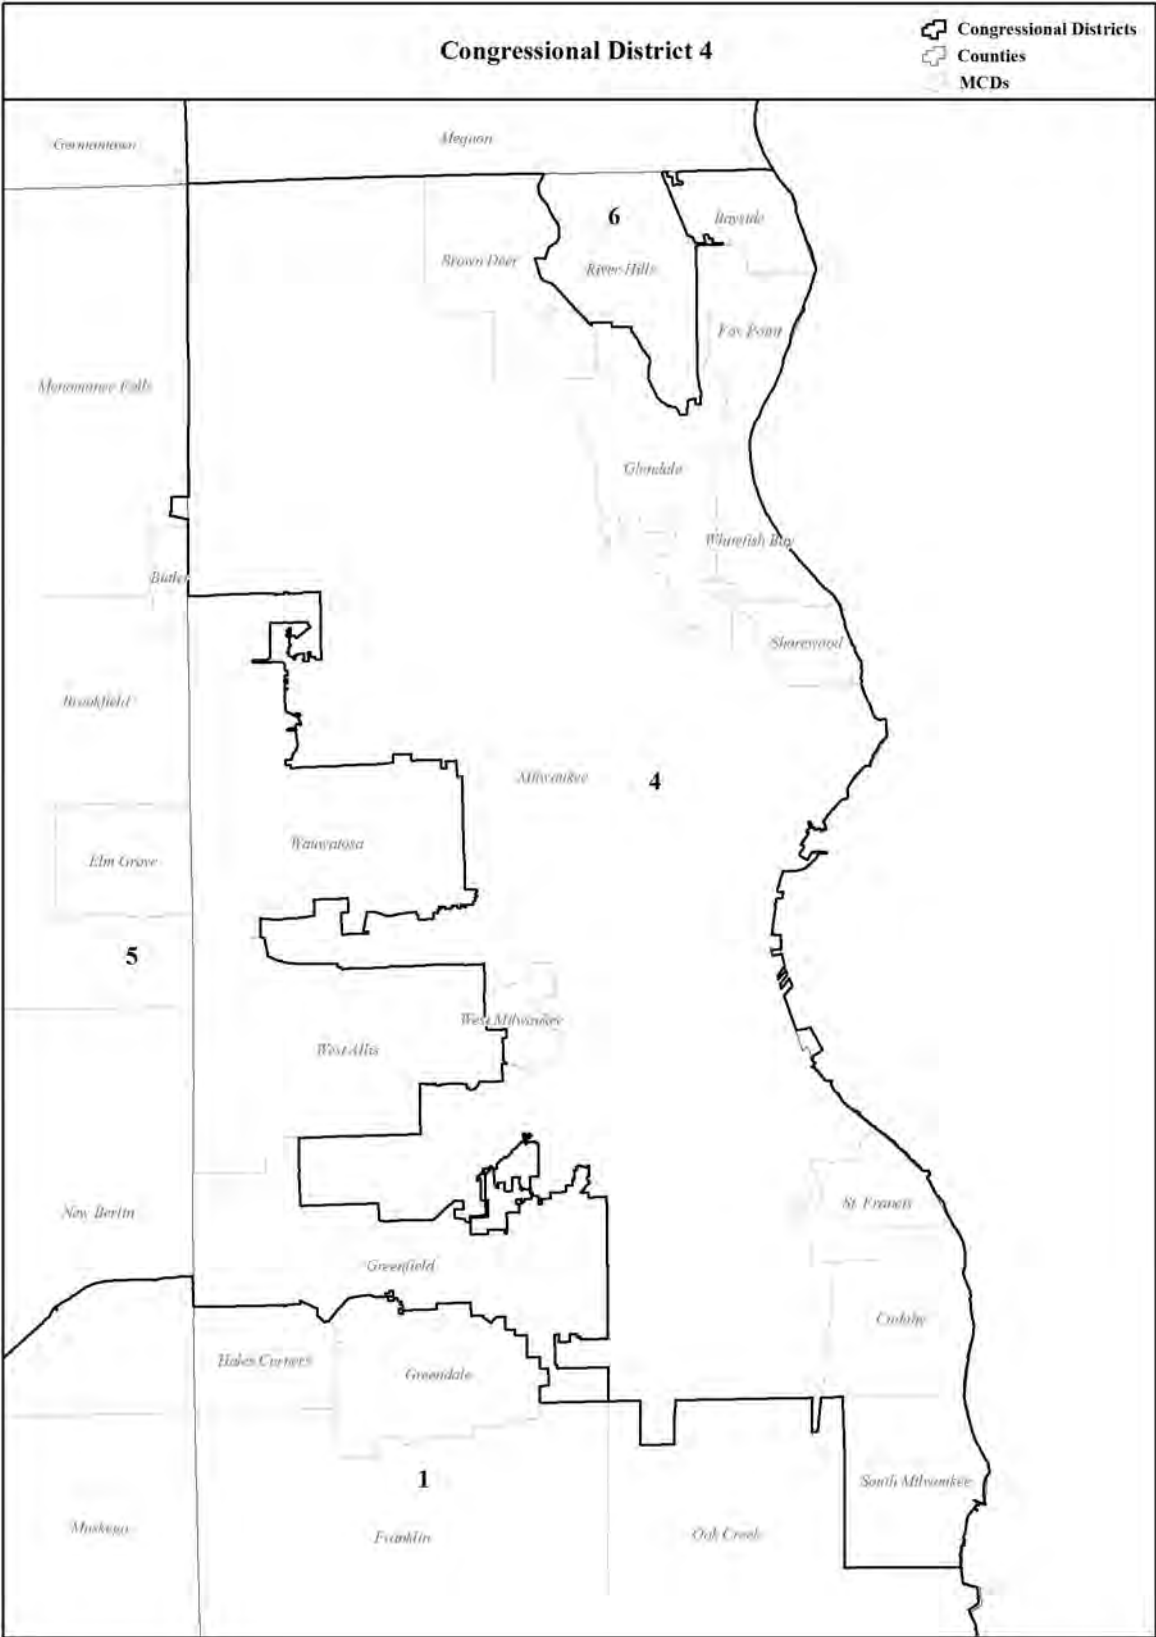 Congressional District 4
Congressional Districts
Counties
MCDs
Germantown
Mequon
6
Bayside
Brown Deer
River Hills
Fox Point
Menomonee Falls
Glendale
Whitefish Bay
Butler
Shorewood
Brookfield
Milwaukee
4
Wauwatosa
Elm Grove
5
West Milwaukee
West Allis
New Berlin
St. Francis
Greenfield
Cudahy
Hales Corners
Greendale
1
South Milwaukee
Muskego
Franklin
Oak Creek